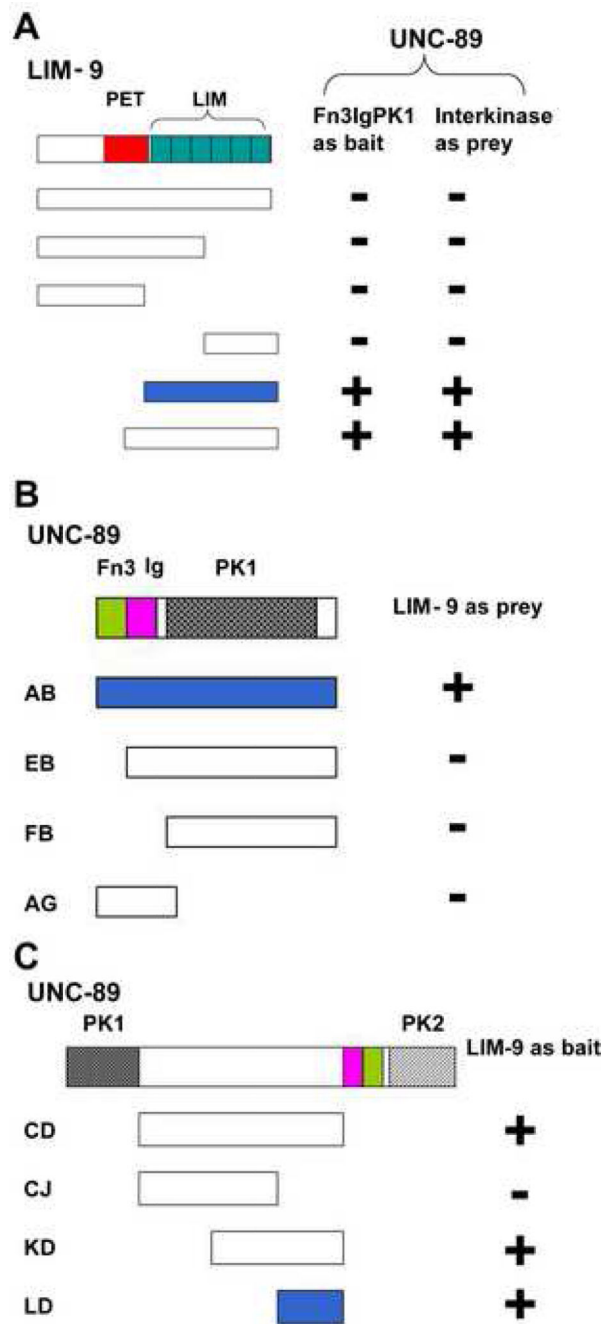 A
UNC-89
LIM-9
PET LIM
Fn3IgPK1 as bait
Interkinase as prey
- -
- -
- -
- -
+ +
+ +
B
UNC-89
Fn3 Ig PK1
LIM-9 as prey
AB +
EB -
FB -
AG -
C
UNC-89
PK1 PK2
LIM-9 as bait
CD +
CJ -
KD +
LD +